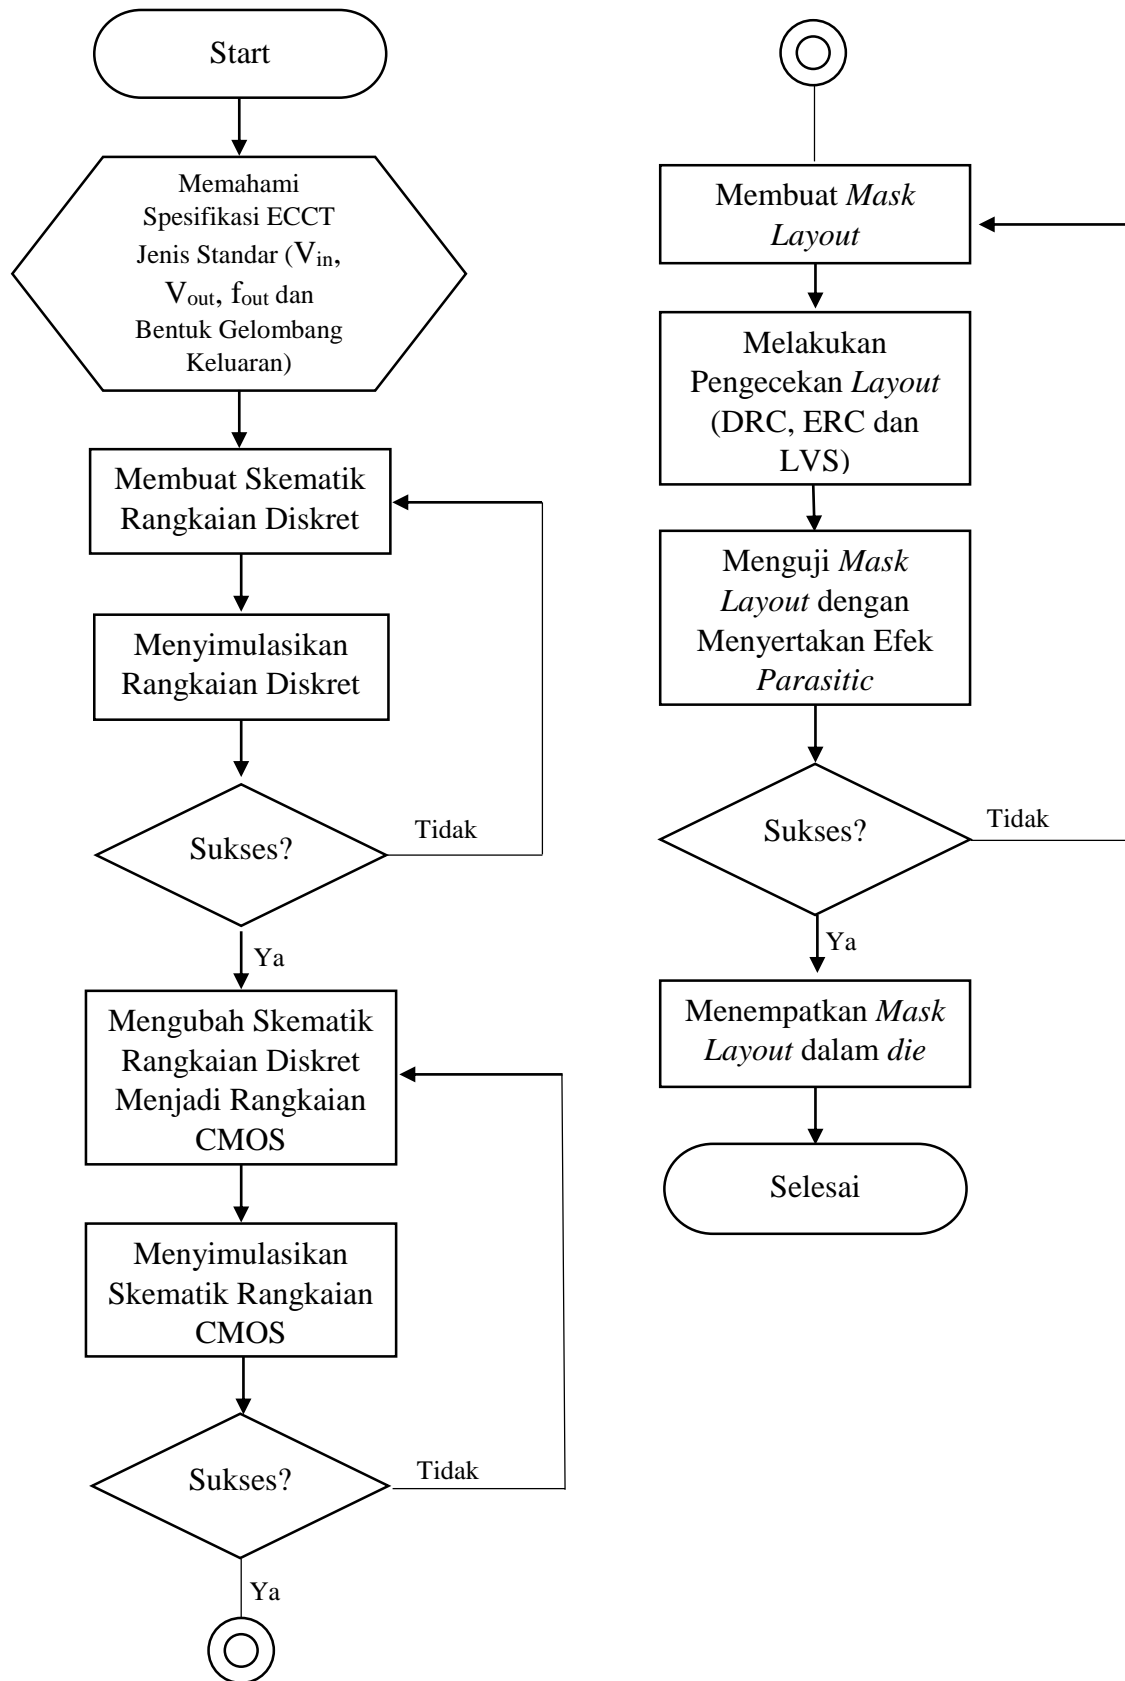 Start
Memahami
Spesifikasi ECCT
Jenis Standar (Vin,
Vout, fout dan
Bentuk Gelombang
Keluaran)
Membuat Skematik
Rangkaian Diskret
Menyimulasikan
Rangkaian Diskret
Sukses?
Tidak
Ya
Mengubah Skematik
Rangkaian Diskret
Menjadi Rangkaian
CMOS
Menyimulasikan
Skematik Rangkaian
CMOS
Sukses?
Tidak
Ya
Membuat Mask
Layout
Melakukan
Pengecekan Layout
(DRC, ERC dan
LVS)
Menguji Mask
Layout dengan
Menyertakan Efek
Parasitic
Sukses?
Tidak
Ya
Menempatkan Mask
Layout dalam die
Selesai